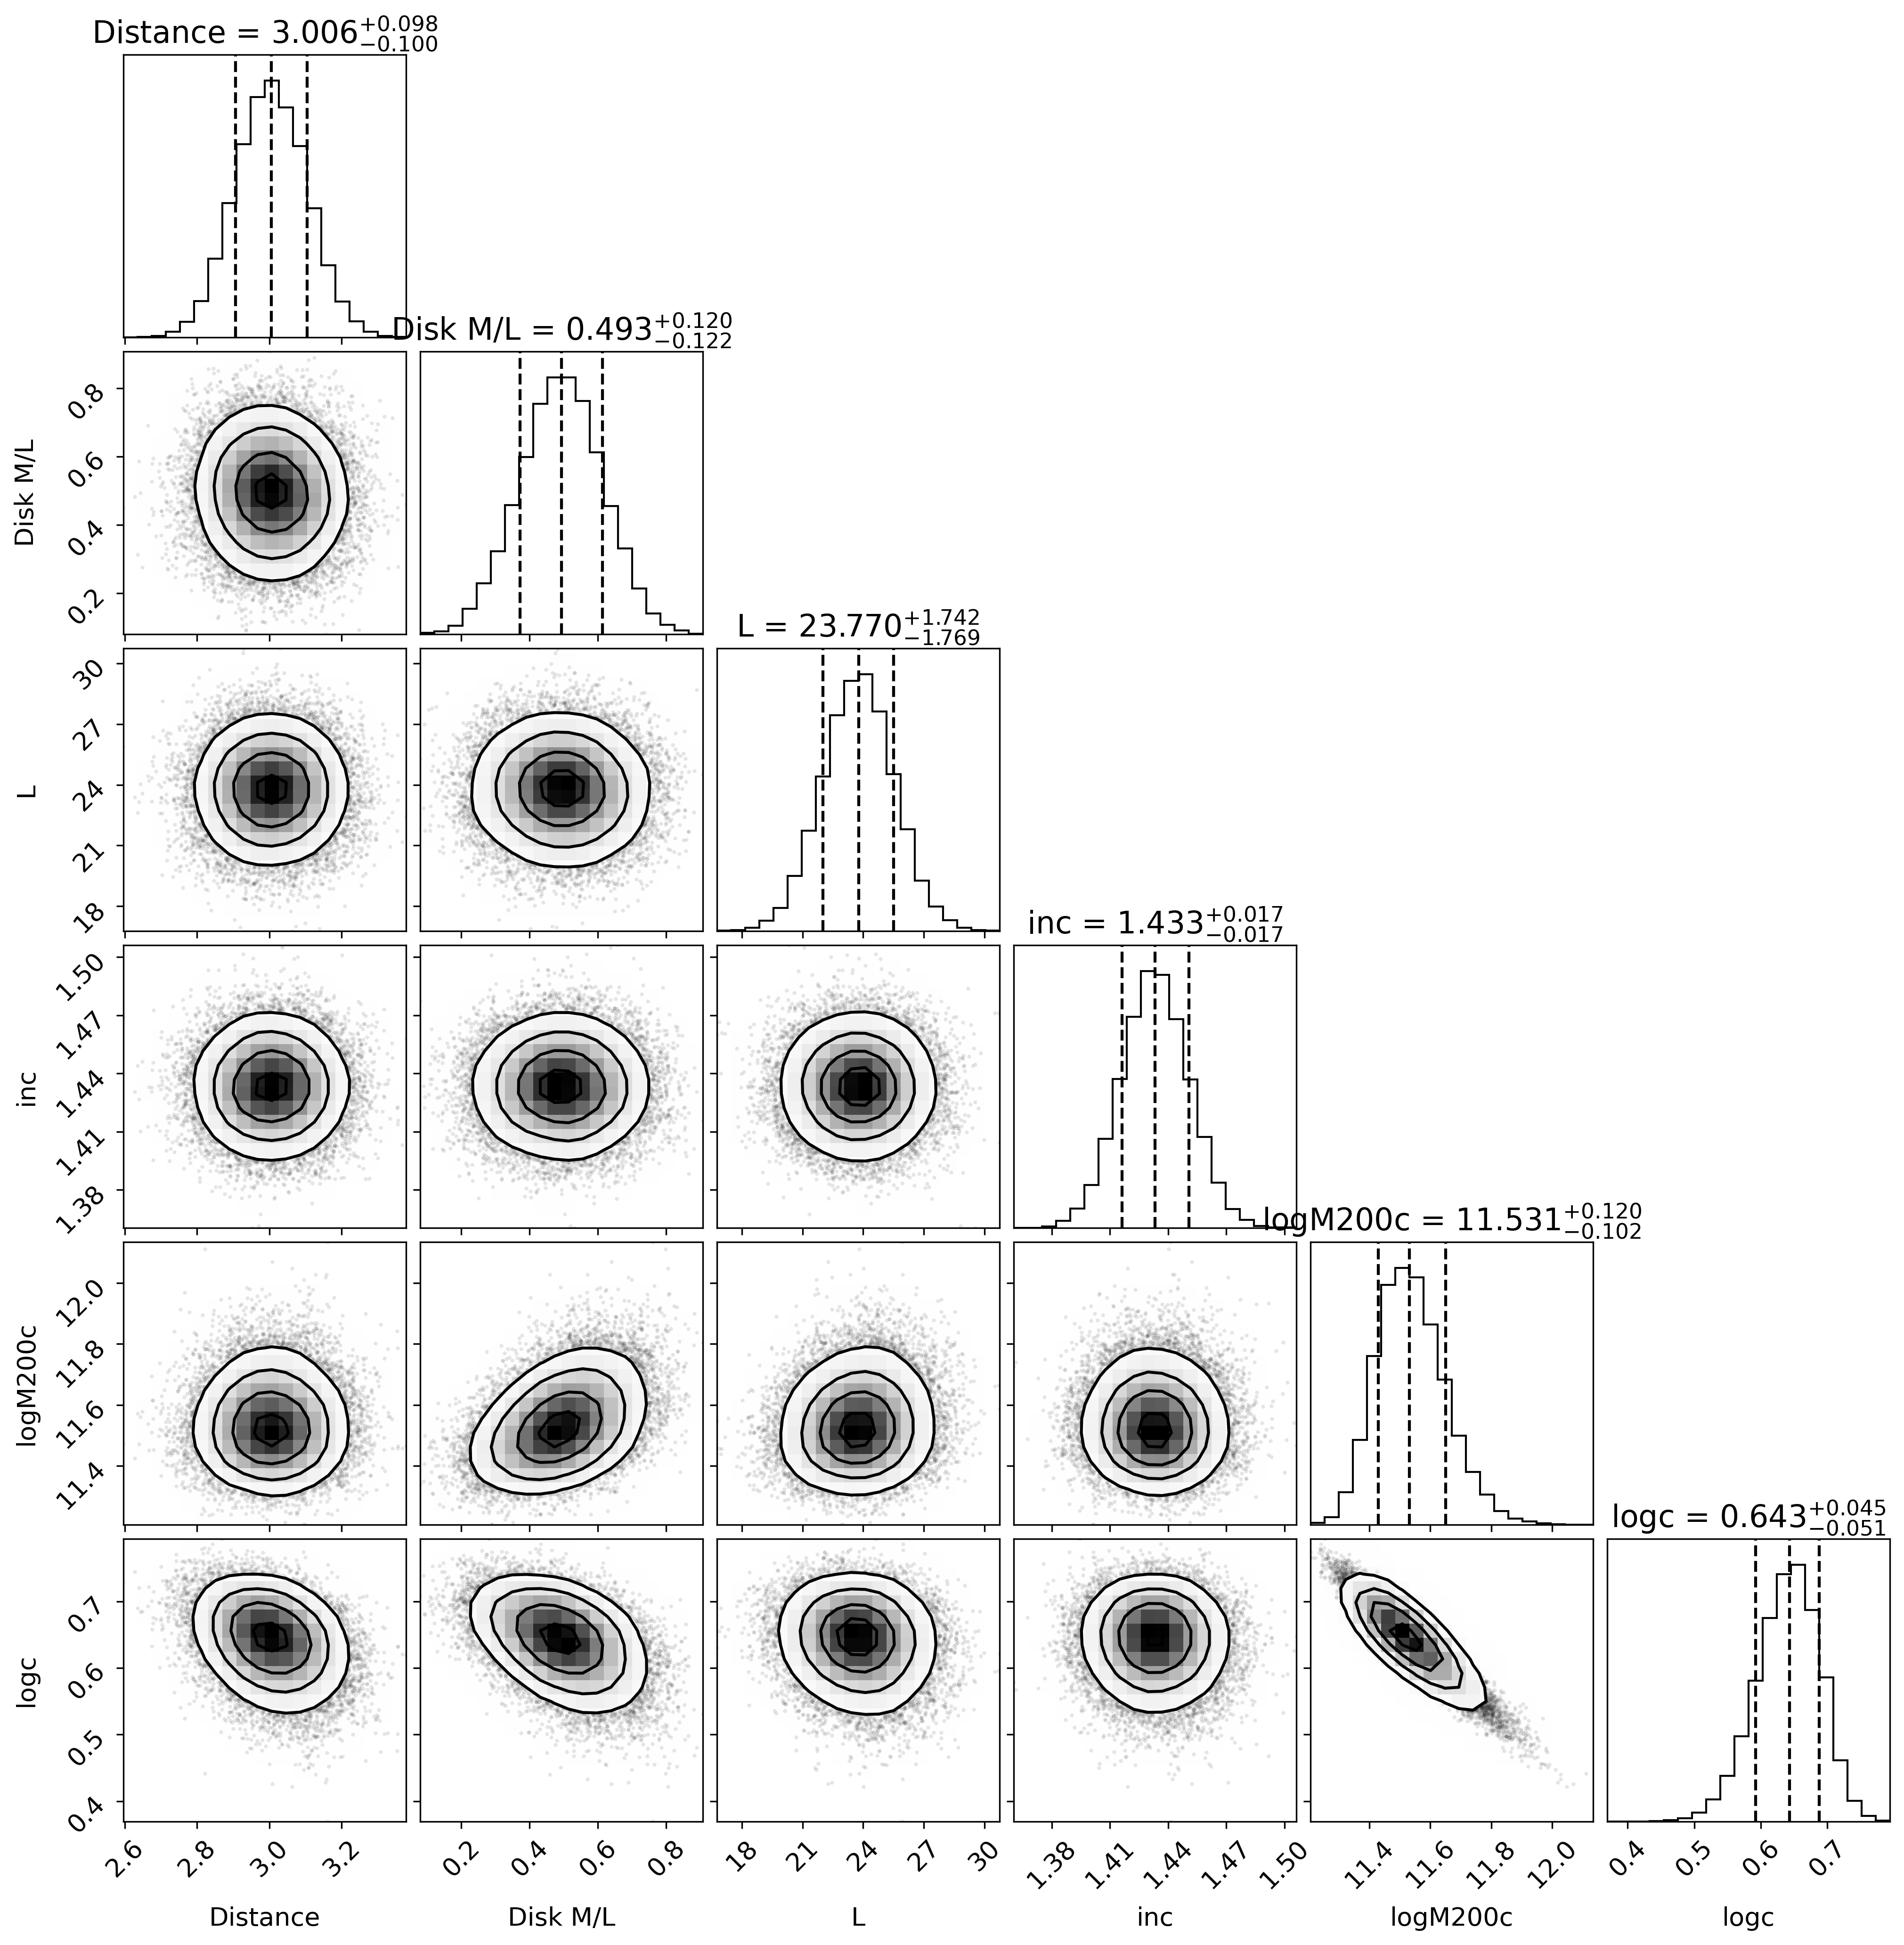 Distance = 3.006 +0.098 −0.100
Disk M/L = 0.493 +0.120 −0.122
0.8
0.6
0.4
0.2
Disk M/L
L = 23.770 +1.742 −1.769
30
27
24
21
18
L
inc = 1.433 +0.017 −0.017
1.50
1.47
1.44
1.41
1.38
inc
logM200c = 11.531 +0.120 −0.102
12.0
11.8
11.6
11.4
logM200c
logc = 0.643 +0.045 −0.051
0.7
0.6
0.5
0.4
logc
2.6 2.8 3.0 3.2
0.2 0.4 0.6 0.8
18 21 24 27 30
1.38 1.41 1.44 1.47 1.50
11.4 11.6 11.8 12.0
0.4 0.5 0.6 0.7
Distance Disk M/L L inc logM200c logc